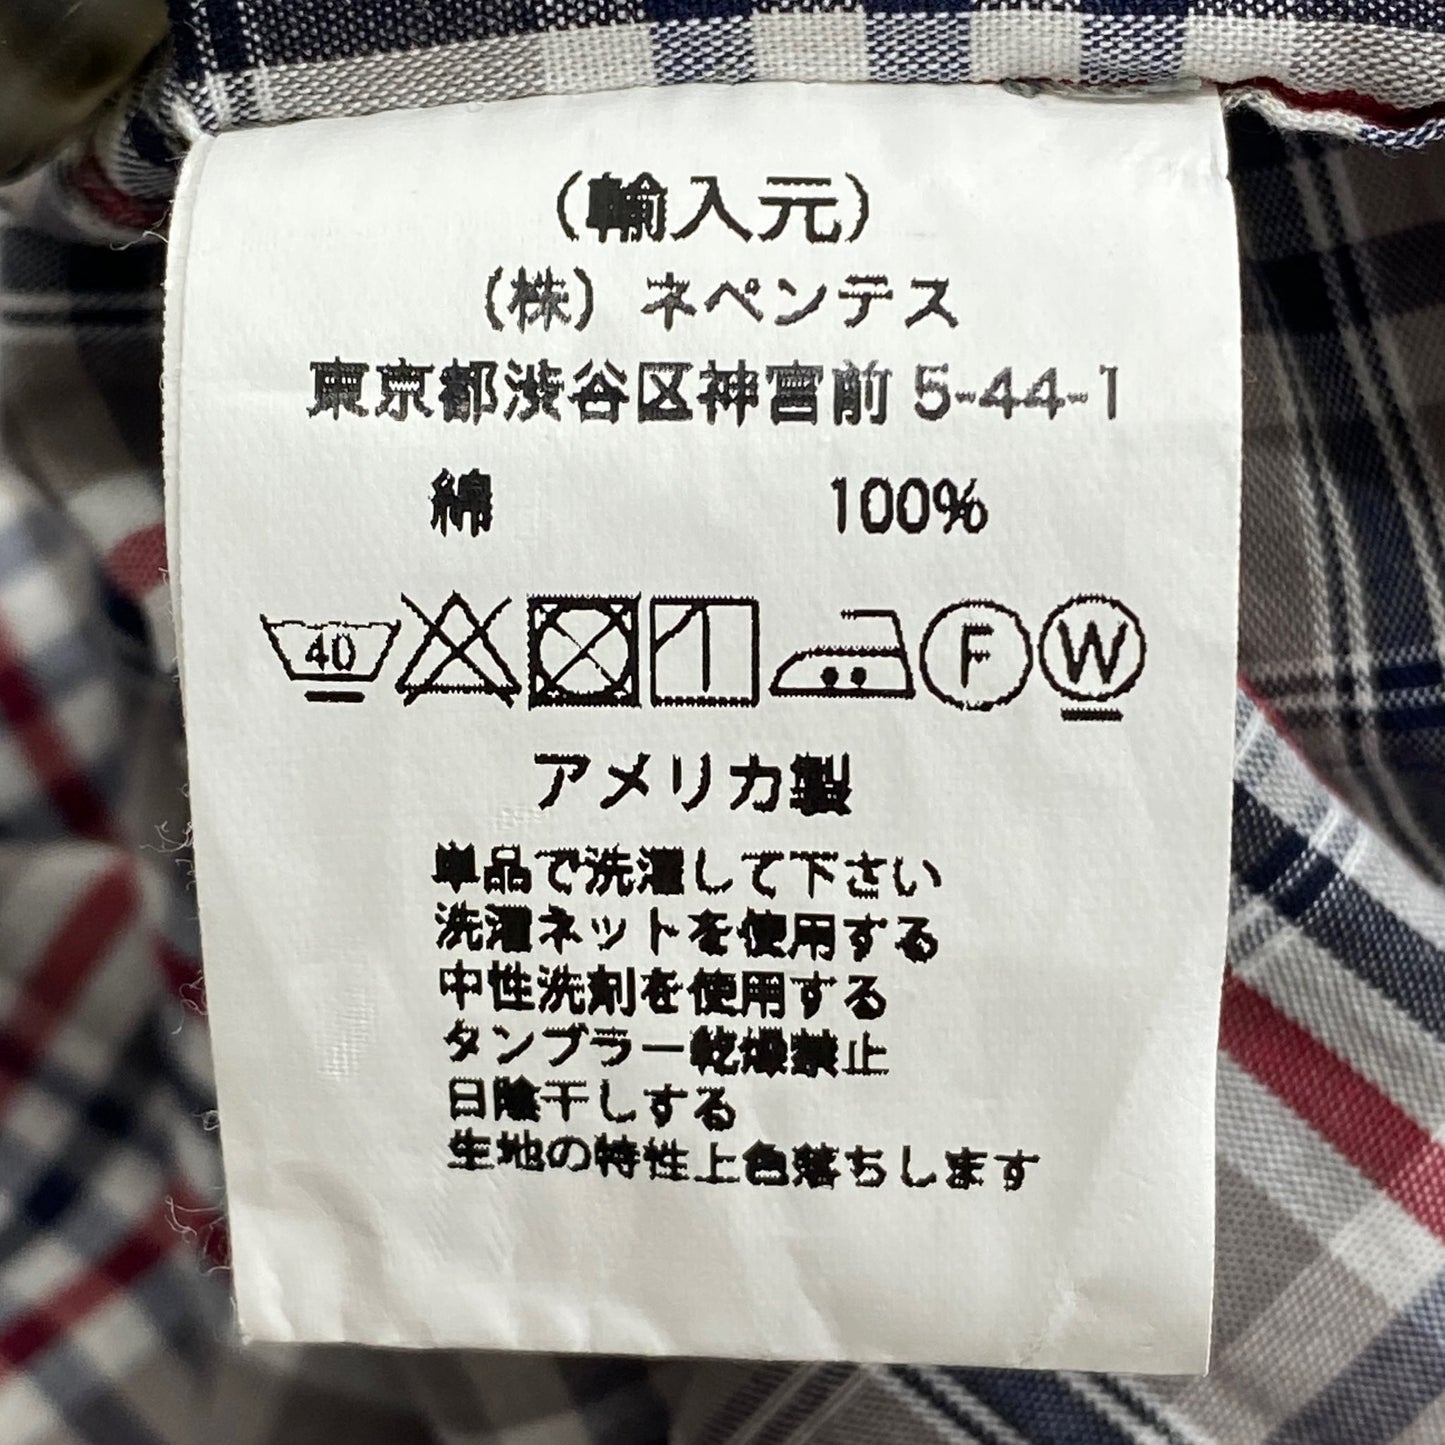 (輸入元)
(株) ネペンテス
東京都渋谷区神宮前 5-44-1
綿 100%
40 F W
アメリカ製
単品で洗濯して下さい
洗濯ネットを使用する
中性洗剤を使用する
タンブラー乾燥禁止
日陰干しする
生地の特性上色落ちします